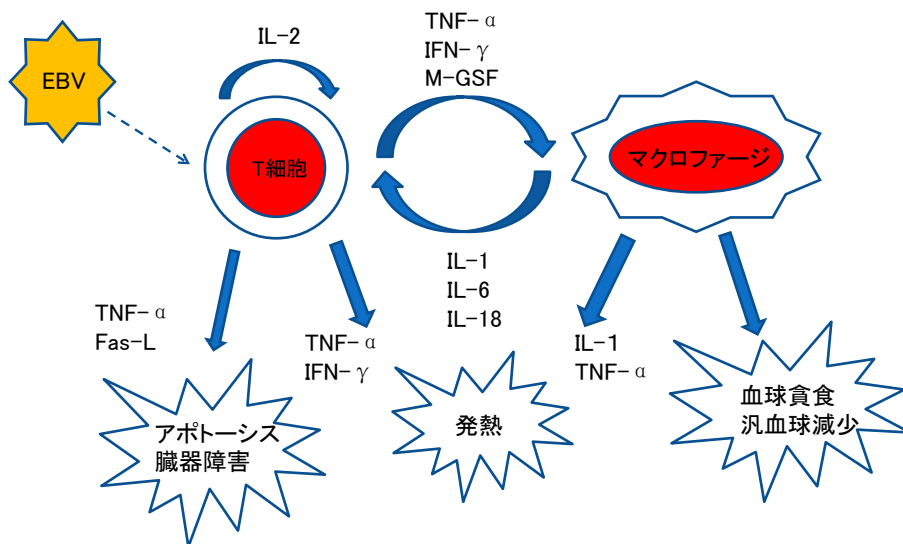 EBV
IL-2
TNF-α
IFN-γ
M-GSF
T細胞
マクロファージ
IL-1
IL-6
IL-18
TNF-α
Fas-L
TNF-α
IFN-γ
IL-1
TNF-α
アポトーシス
臓器障害
発熱
血球貪食
汎血球減少